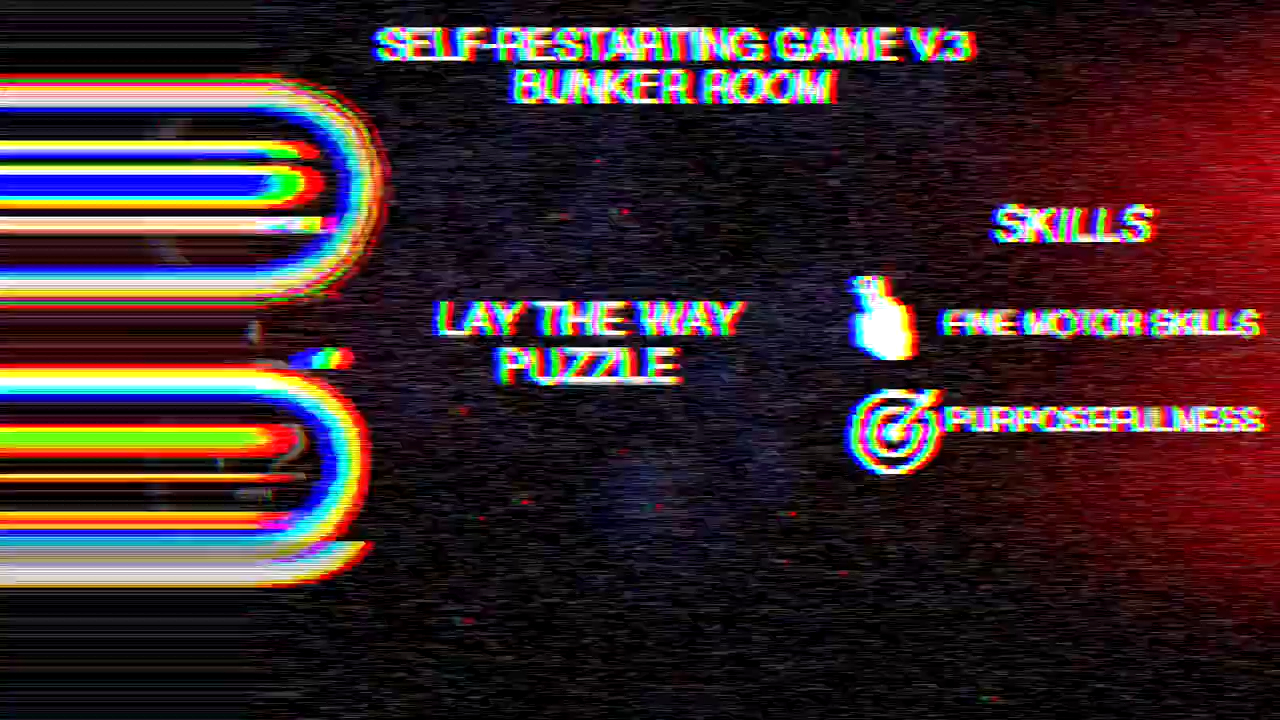 SELF-RESTARTING GAME V3
BUNKER ROOM
SKILLS
LAY THE WAY
PUZZLE
FINE MOTOR SKILLS
PURPOSEFULNESS